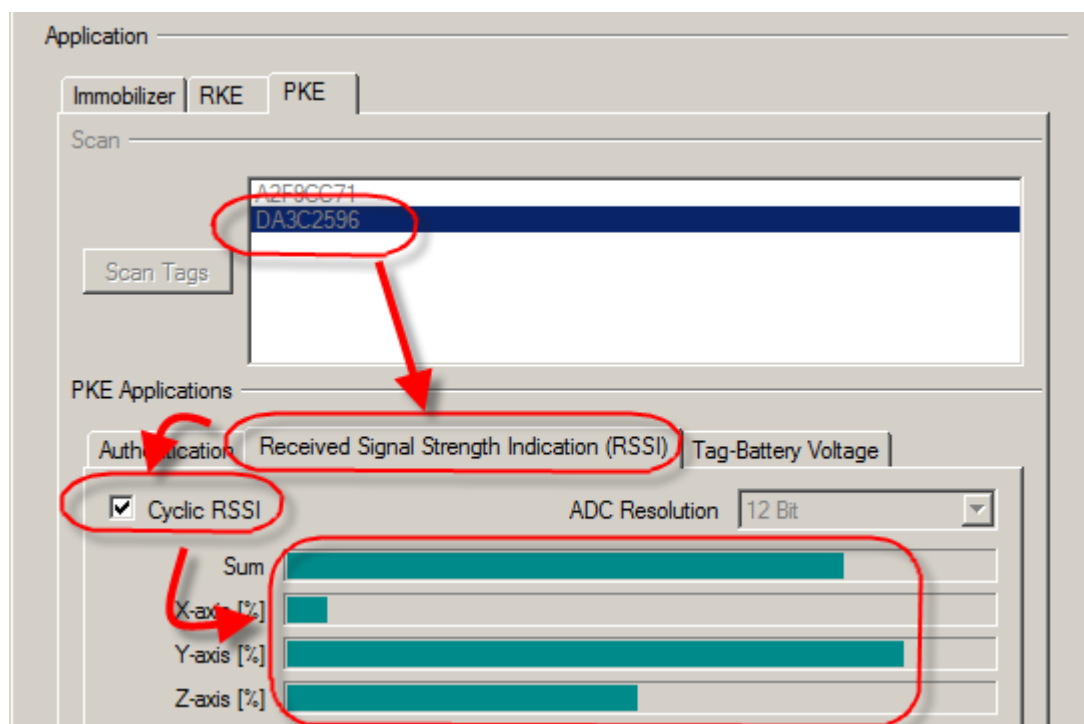 Application
Immobilizer RKE PKE
Scan
A2F9CC71
DA3C2596
Scan Tags
PKE Applications
Authentication Received Signal Strength Indication (RSSI) Tag-Battery Voltage
Cyclic RSSI ADC Resolution 12 Bit
Sum
X-axis [%]
Y-axis [%]
Z-axis [%]